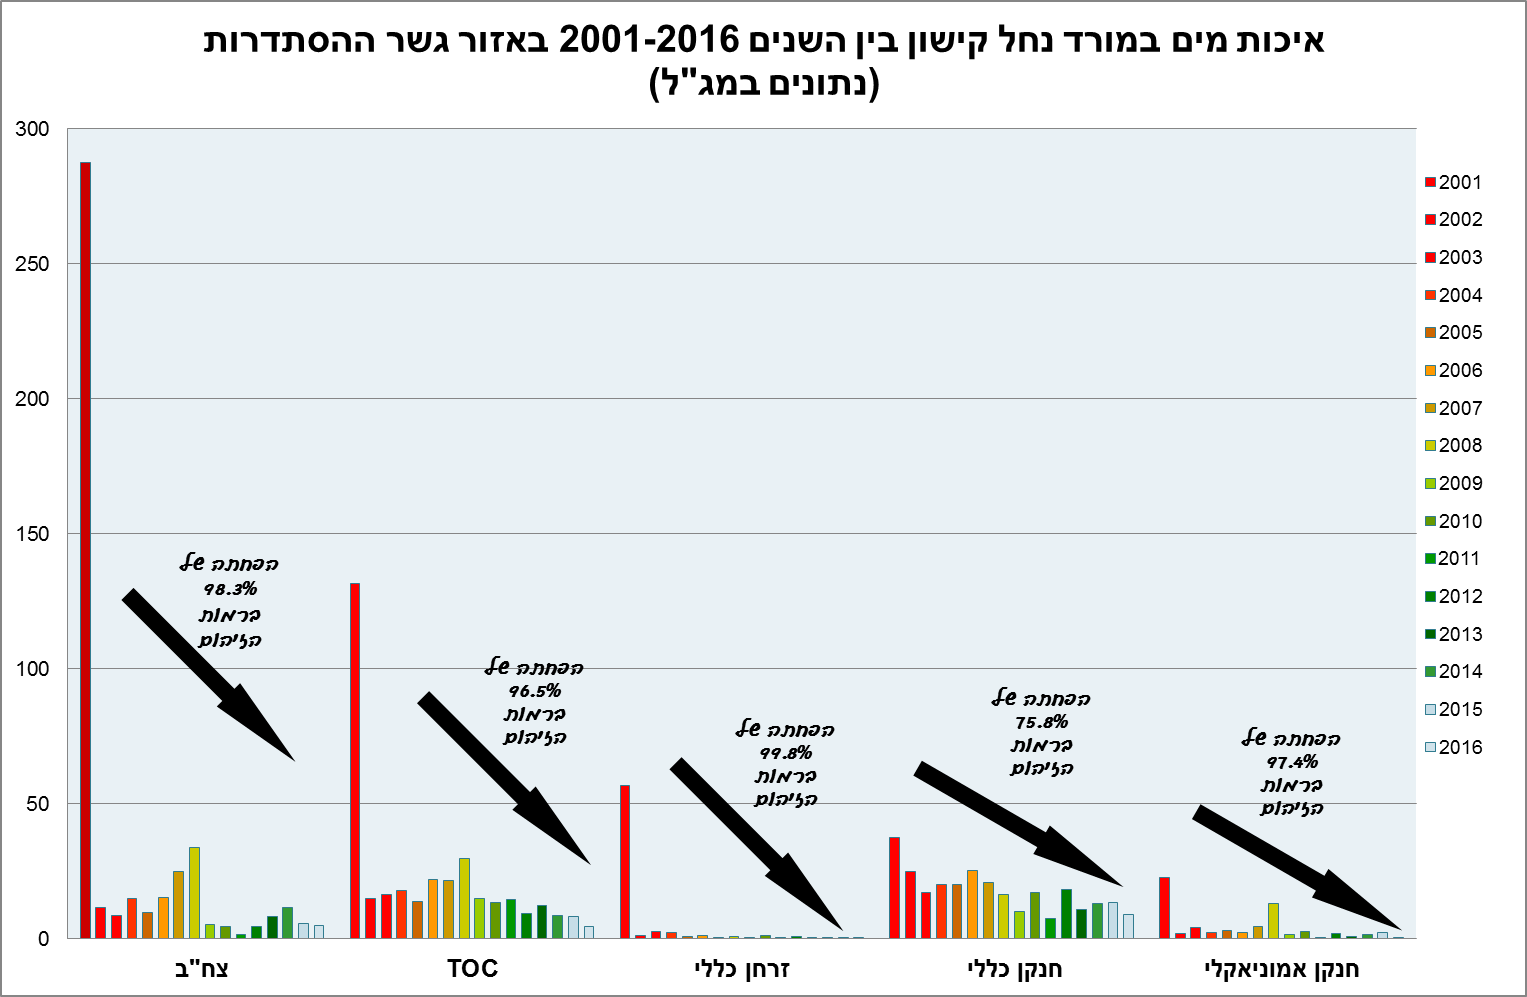 איכות מים במורד נחל קישון בין השנים 2001-2016 באזור גשר ההסתדרות
(נתונים במג"ל)
300
250
200
150
100
50
0
הפחתה של
98.3%
ברמות
הזיהום
הפחתה של
96.5%
ברמות
הזיהום
הפחתה של
99.8%
ברמות
הזיהום
הפחתה של
75.8%
ברמות
הזיהום
הפחתה של
97.4%
ברמות
הזיהום
צח"ב
TOC
זרחן כללי
חנקן כללי
חנקן אמוניאקלי
2001
2002
2003
2004
2005
2006
2007
2008
2009
2010
2011
2012
2013
2014
2015
2016